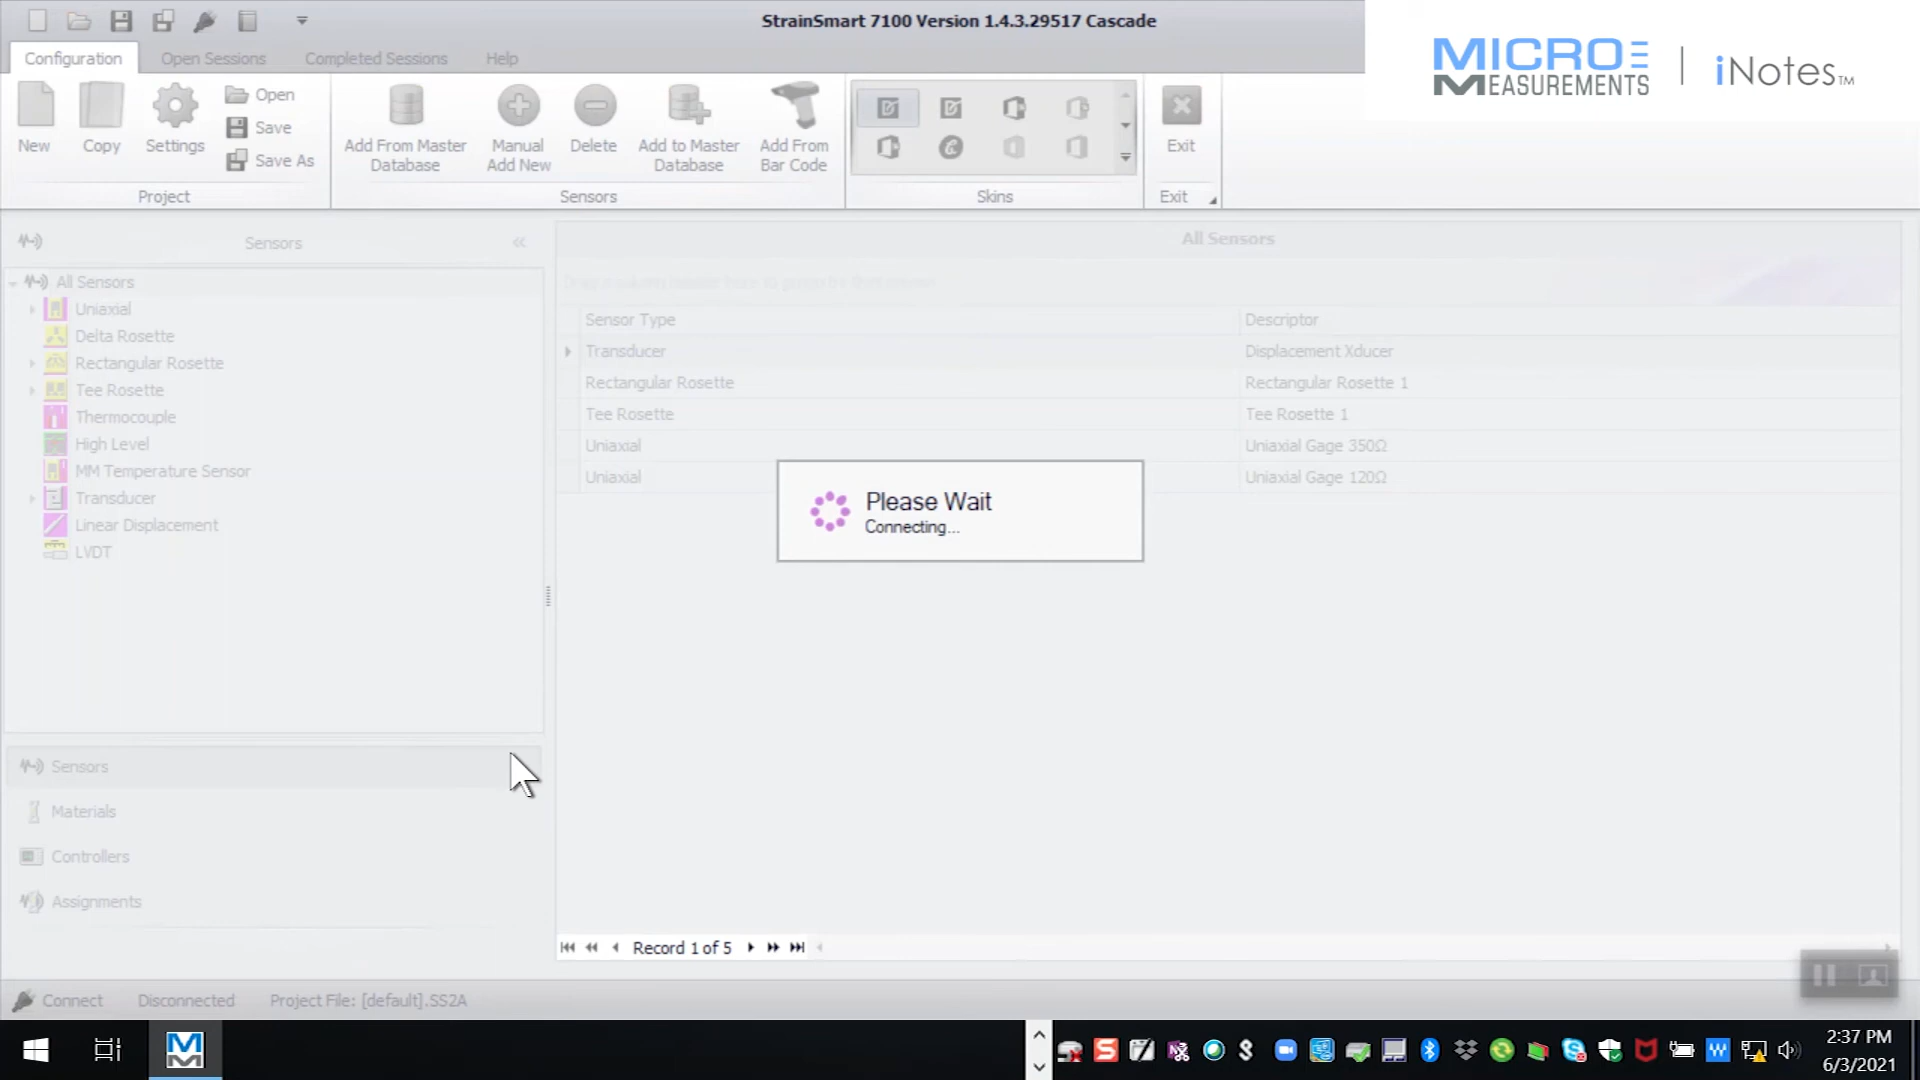 StrainSmart 7100 Version 1.4.3.29517 Cascade
MICRO
MEASUREMENTS
iNotes™
Configuration
Open Sessions
Completed Sessions
Help
New
Copy
Settings
Open
Save
Save As
Add From Master
Database
Manual
Add New
Delete
Add to Master
Database
Add From
Bar Code
Exit
Project
Sensors
Skins
Exit
Sensors
All Sensors
All Sensors
Uniaxial
Delta Rosette
Rectangular Rosette
Tee Rosette
Thermocouple
High Level
MM Temperature Sensor
Transducer
Linear Displacement
LVDT
Sensor Type
Descriptor
Transducer
Displacement Xducer
Rectangular Rosette
Rectangular Rosette 1
Tee Rosette
Tee Rosette 1
Uniaxial
Uniaxial Gage 350Ω
Uniaxial
Uniaxial Gage 120Ω
Please Wait
Connecting...
Sensors
Materials
Controllers
Assignments
Record 1 of 5
Connect
Disconnected
Project File: [default].SS2A
2:37 PM
6/3/2021